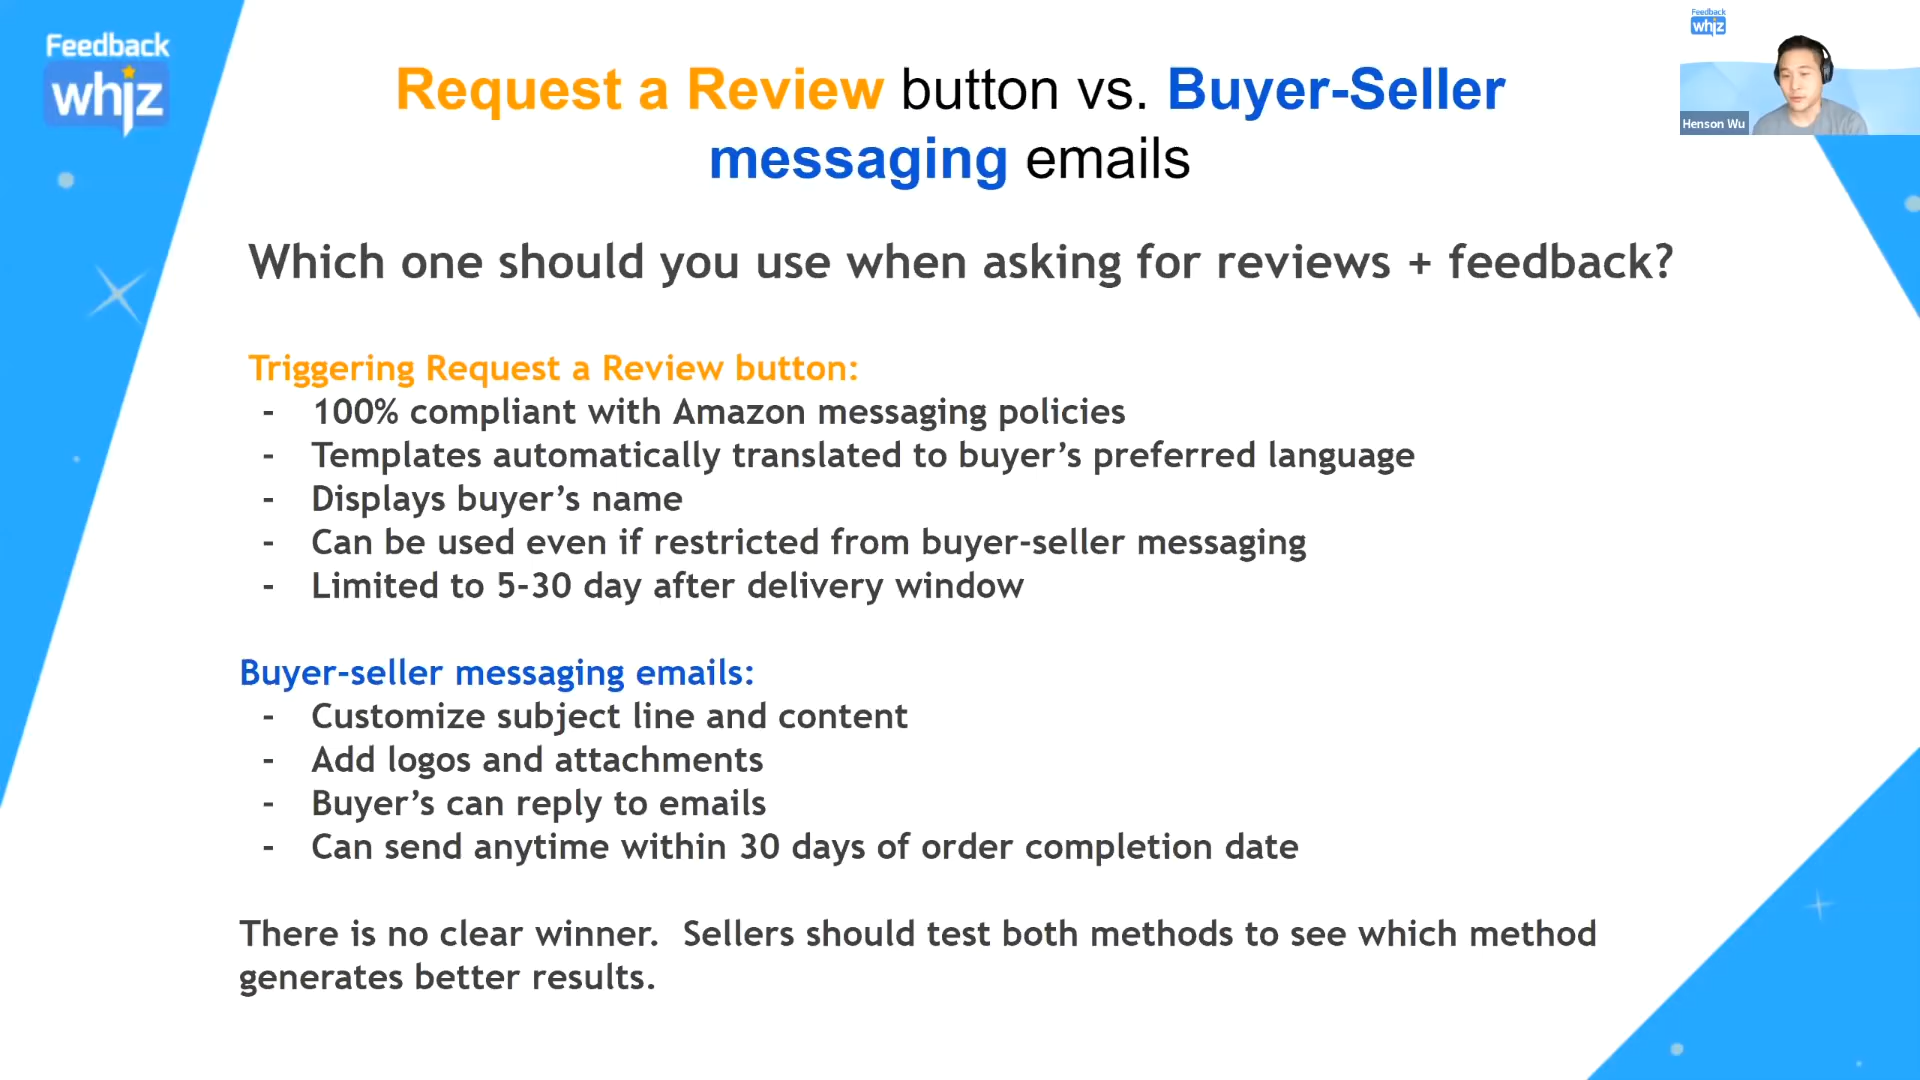 Feedback
whiz
Feedback
whiz
Henson Wu
Request a Review button vs. Buyer-Seller
messaging emails
Which one should you use when asking for reviews + feedback?
Triggering Request a Review button:
- 100% compliant with Amazon messaging policies
- Templates automatically translated to buyer’s preferred language
- Displays buyer’s name
- Can be used even if restricted from buyer-seller messaging
- Limited to 5-30 day after delivery window
Buyer-seller messaging emails:
- Customize subject line and content
- Add logos and attachments
- Buyer’s can reply to emails
- Can send anytime within 30 days of order completion date
There is no clear winner. Sellers should test both methods to see which method
generates better results.